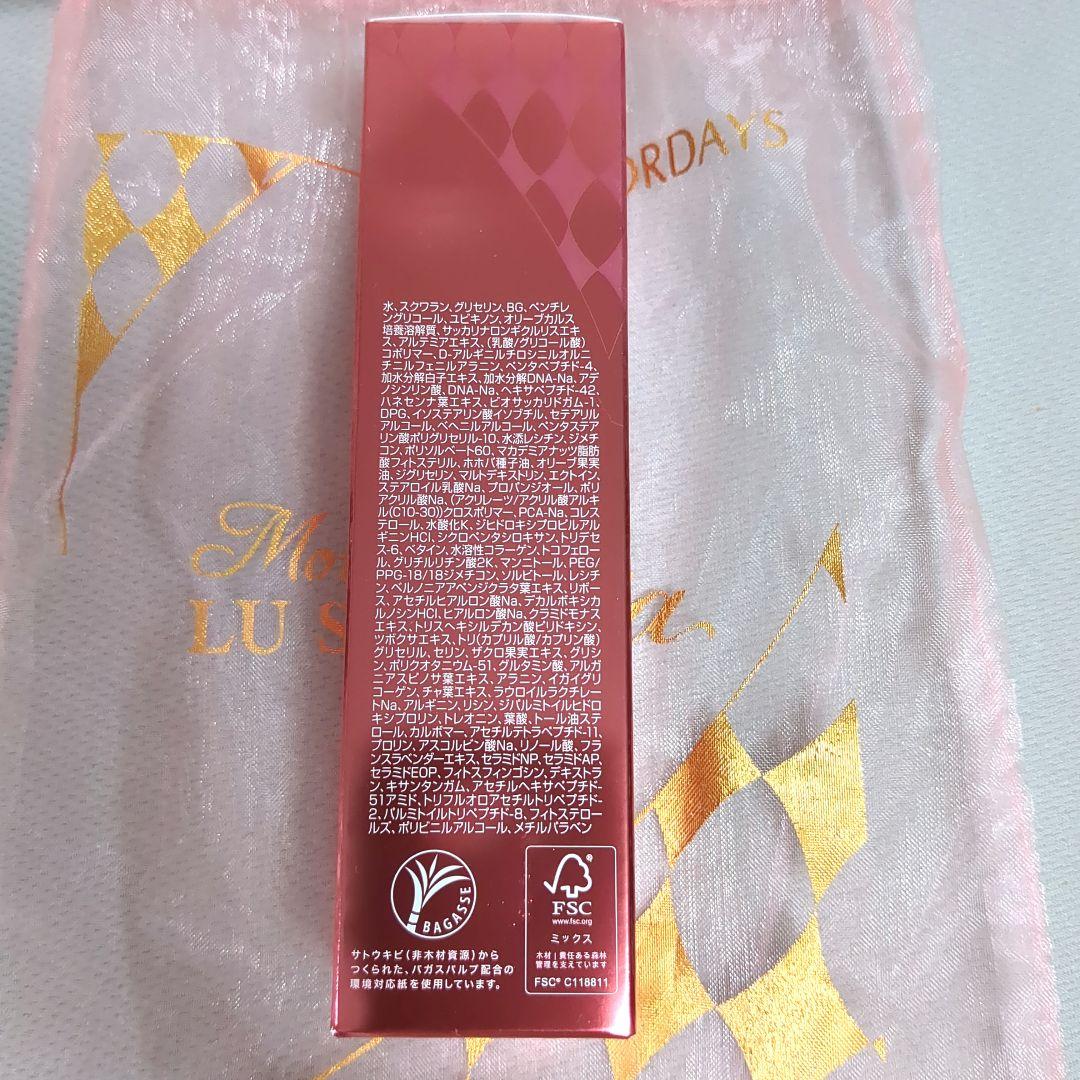 ORDAYS
水、スクワラン、グリセリン、BG、ペンチレ
ングリコール、ユビキノン、オリーブカルス
培養溶解質、サッカリナロンギクルリスエキ
ス、アルテミアエキス、(乳酸/グリコール酸)
コポリマー、D-アルギニルチロシニルオルニ
チニルフェニルアラニン、ペンタペプチド-4、
加水分解白子エキス、加水分解DNA-Na、アデ
ノシンリン酸、DNA-Na、ヘキサペプチド-42、
ハネセンナ葉エキス、ビオサッカリドガム-1、
DPG、イソステアリン酸イソプチル、セテアリル
アルコール、ベヘニルアルコール、ペンタステア
リン酸ポリグリセリル-10、水添レシチン、ジメチ
コン、ポリソルベート60、マカデミアナッツ脂肪
酸フィトステリル、ホホバ種子油、オリーブ果実
油、ジグリセリン、マルトデキストリン、エクトイン、
ステアロイル乳酸Na、プロパンジオール、ポリ
アクリル酸Na、(アクリレーツ/アクリル酸アルキ
ル(C10-30))クロスポリマー、PCA-Na、コレス
テロール、水酸化K、ジヒドロキシプロピルアル
ギニンHCl、シクロペンタシロキサン、トリデセ
ス-6、ベタイン、水溶性コラーゲン、トコフェロー
ル、グリチルリチン酸2K、マンニトール、PEG/
PPG-18/18ジメチコン、ソルビトール、レシチ
ン、ベルノニアアペンジクラタ葉エキス、リボー
ス、アセチルヒアルロン酸Na、デカルボキシカ
ルノシンHCl、ヒアルロン酸Na、クラミドモナス
エキス、トリスヘキシルデカン酸ピリドキシン、
ツボクサエキス、トリ(カプリル酸/カプリン酸)
グリセリル、セリン、ザクロ果実エキス、グリシ
ン、ポリクオタニウム-51、グルタミン酸、アルガ
ニアスピノサ葉エキス、アラニン、イガイグリ
コーゲン、チャ葉エキス、ラウロイルラクチレー
トNa、アルギニン、リシン、ジパルミトイルヒドロ
キシプロリン、トレオニン、葉酸、トール油ステ
ロール、カルボマー、アセチルテトラペプチド-11、
プロリン、アスコルビン酸Na、リノール酸、フラ
ンスラベンダーエキス、セラミドNP、セラミドAP、
セラミドEOP、フィトスフィンゴシン、デキストラ
ン、キサンタンガム、アセチルヘキサペプチド-
51アミド、トリフルオロアセチルトリペプチド-
2、パルミトイルトリペプチド-8、フィトステロ
ールズ、ポリビニルアルコール、メチルパラベン
Mo
LU S
a
BAGASSE
サトウキビ(非木材資源)から
つくられた、バガスパルプ配合の
環境対応紙を使用しています。
®
FSC
www.fsc.org
ミックス
木材|責任ある森林
管理を支えています
FSC® C118811